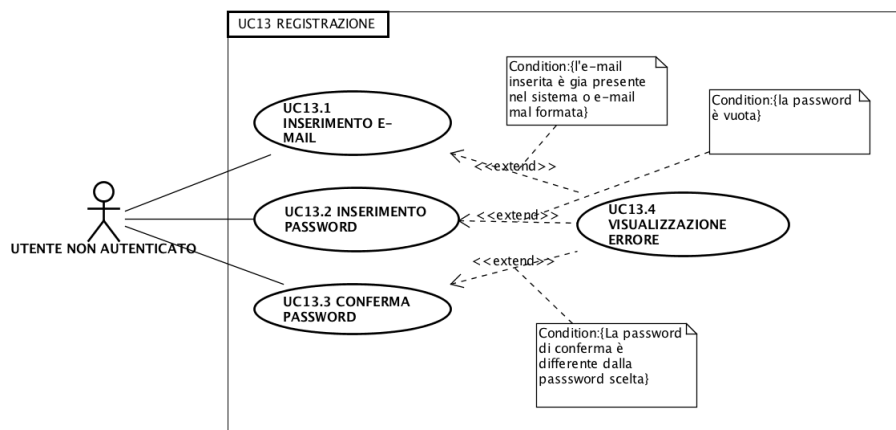 UC13 REGISTRAZIONE
Condition:{l'e-mail
inserita è gia presente
nel sistema o e-mail
mal formata}
Condition:{la password
è vuota}
UC13.1
INSERIMENTO E-
MAIL
<<extend>>
UC13.2 INSERIMENTO
PASSWORD
<<extend>>
UC13.4
VISUALIZZAZIONE
ERRORE
UTENTE NON AUTENTICATO
<<extend>>
UC13.3 CONFERMA
PASSWORD
Condition:{La password
di conferma è
differente dalla
passsword scelta}